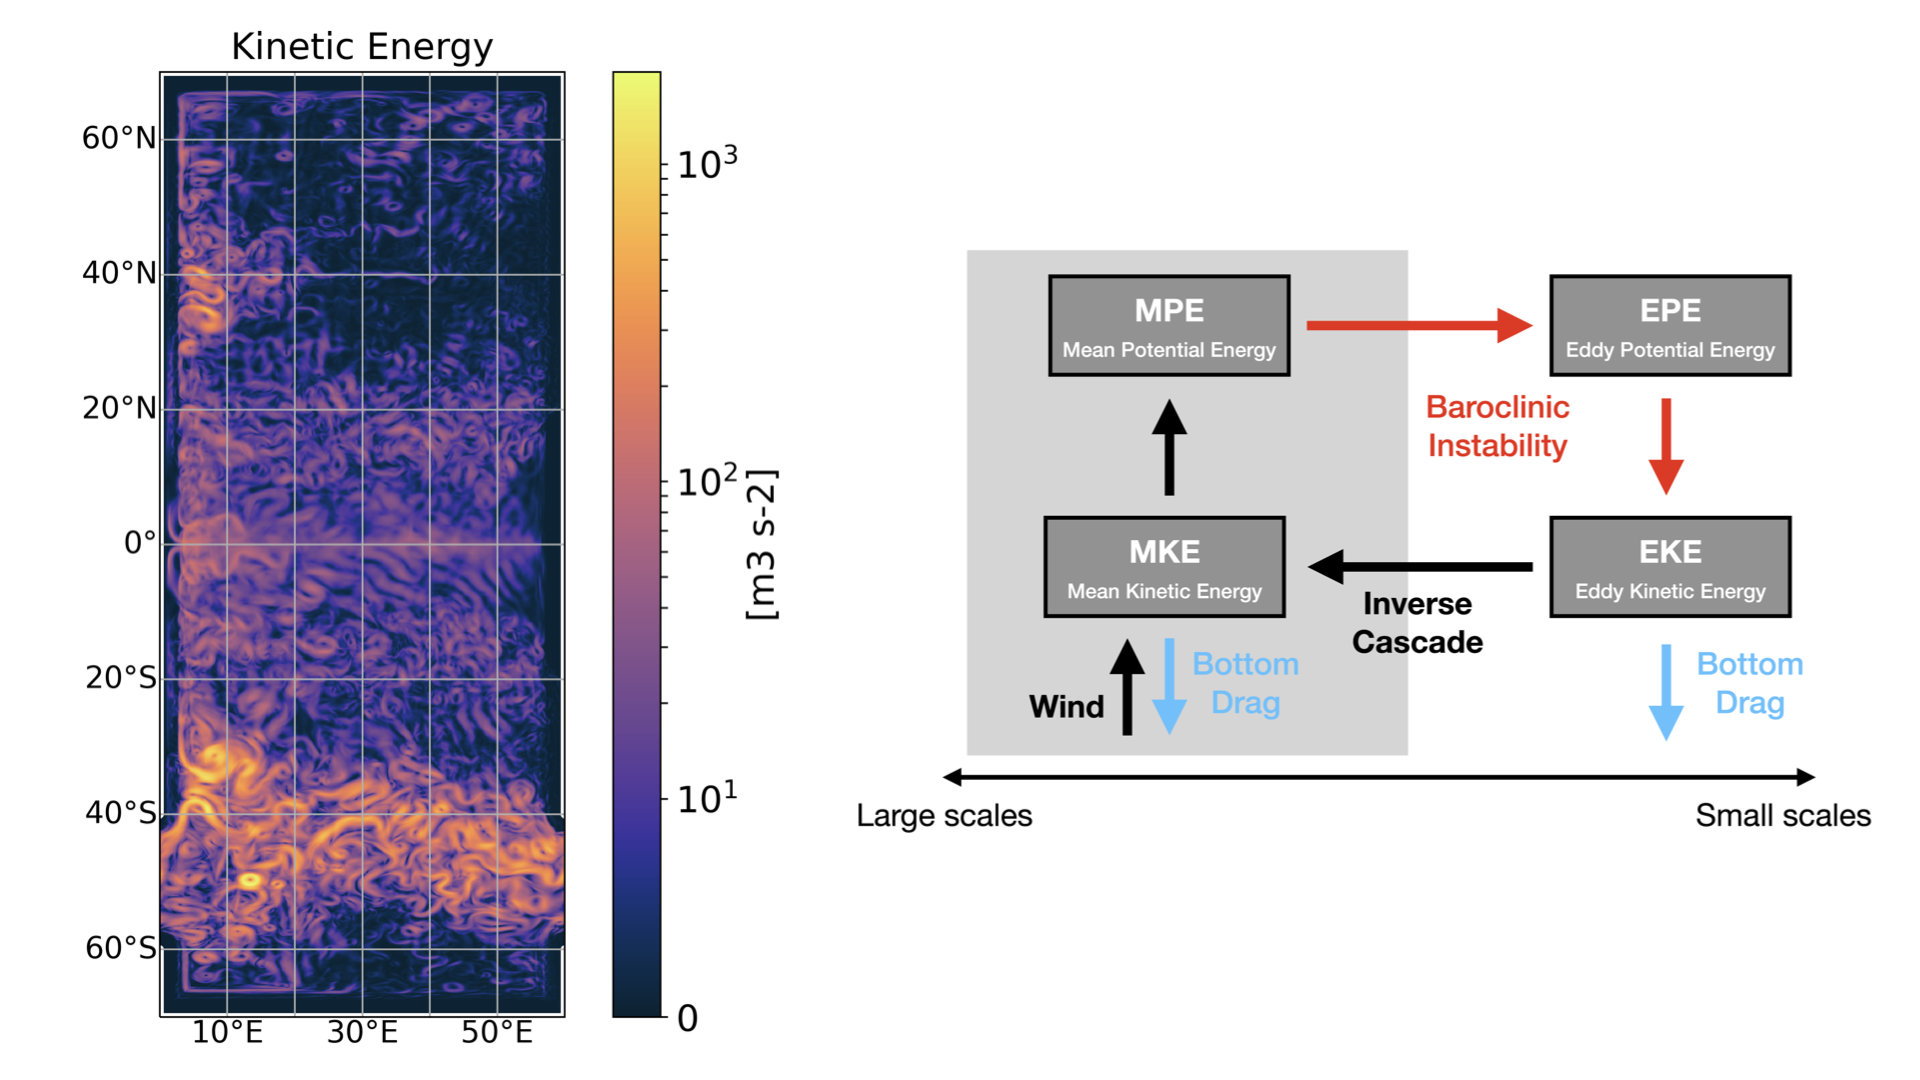 Kinetic Energy
60°N
40°N
20°N
0°
20°S
40°S
60°S
10°E
30°E
50°E
10³
10²
10¹
0
[m3 s-2]
MPE
Mean Potential Energy
EPE
Eddy Potential Energy
Baroclinic
Instability
MKE
Mean Kinetic Energy
EKE
Eddy Kinetic Energy
Inverse
Cascade
Wind
Bottom
Drag
Bottom
Drag
Large scales
Small scales